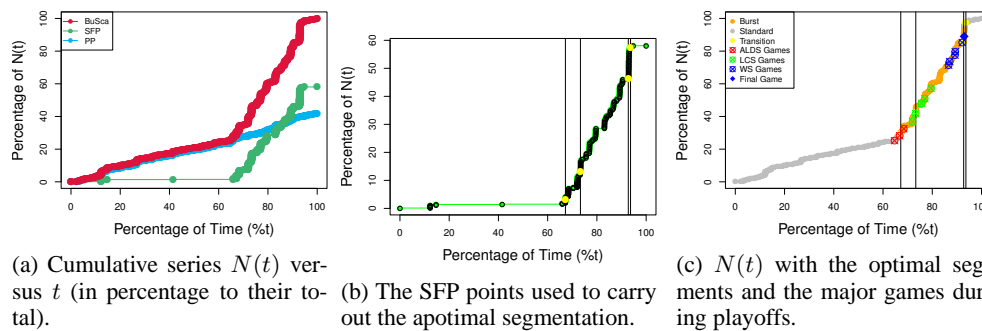 BuSca
SFP
PP
Percentage of N(t)
0 20 40 60 80 100
0 20 40 60 80 100
Percentage of Time (%t)
(a) Cumulative series N(t) ver-
sus t (in percentage to their to-
tal).
Percentage of N(t)
0 10 20 30 40 50 60
0 20 40 60 80 100
Percentage of Time (%t)
(b) The SFP points used to carry
out the apotimal segmentation.
Burst
Standard
Transition
ALDS Games
LCS Games
WS Games
Final Game
Percentage of N(t)
0 20 40 60 80 100
0 20 40 60 80 100
Percentage of Time (%t)
(c) N(t) with the optimal seg-
ments and the major games dur-
ing playoffs.